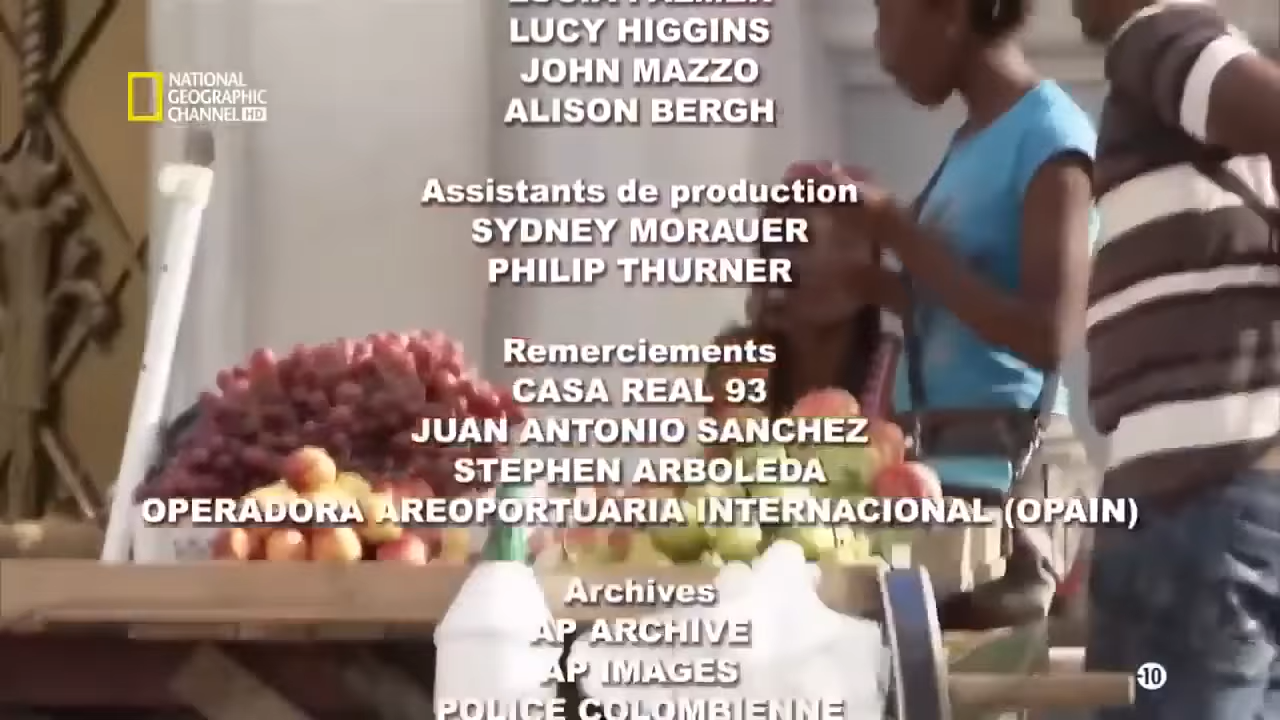 LUCY HIGGINS
JOHN MAZZO
ALISON BERGH
NATIONAL
GEOGRAPHIC
CHANNEL HD
Assistants de production
SYDNEY MORAUER
PHILIP THURNER
Remerciements
CASA REAL 93
JUAN ANTONIO SANCHEZ
STEPHEN ARBOLEDA
OPERADORA AREOPORTUARIA INTERNACIONAL (OPAIN)
Archives
AP ARCHIVE
AP IMAGES
POLICE COLOMBIENNE
-10